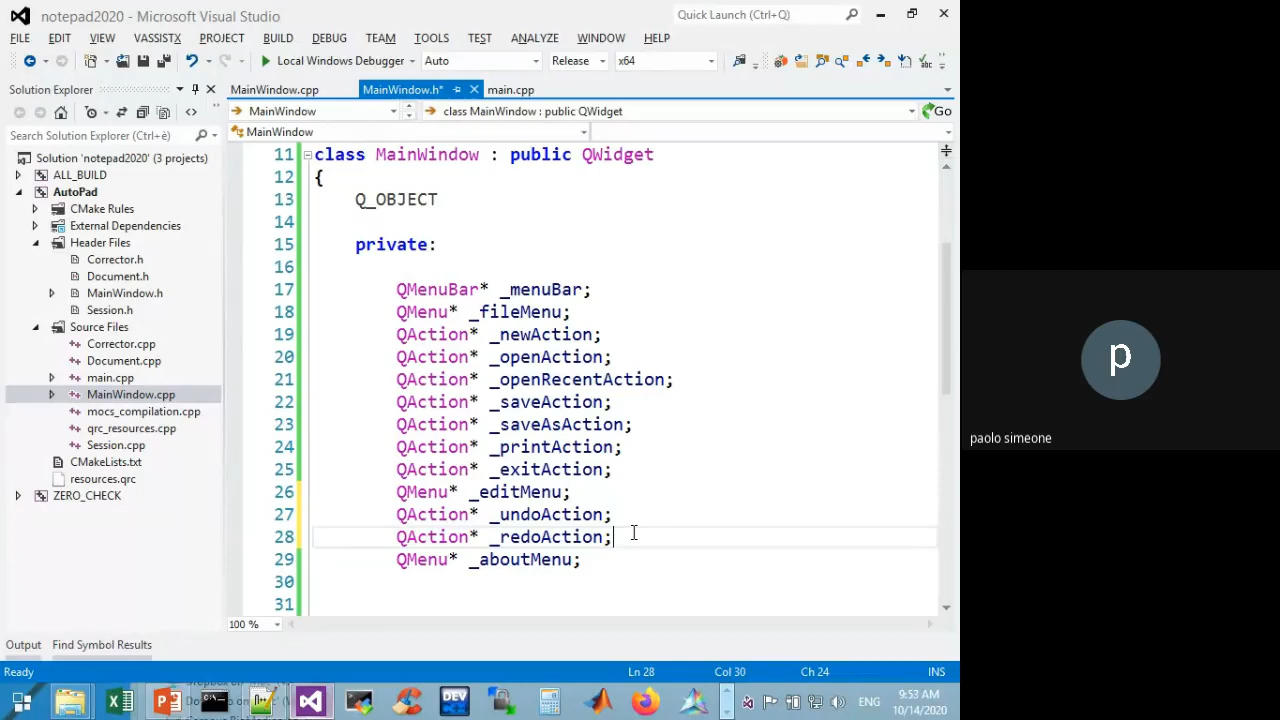 notepad2020 - Microsoft Visual Studio
Quick Launch (Ctrl+Q)
FILE EDIT VIEW VASSISTX PROJECT BUILD DEBUG TEAM TOOLS TEST ANALYZE WINDOW HELP
Local Windows Debugger Auto Release x64
Solution Explorer
MainWindow.cpp MainWindow.h* main.cpp
MainWindow class MainWindow : public QWidget Go
Search Solution Explorer (Ctrl+è)
MainWindow
Solution 'notepad2020' (3 projects)
ALL_BUILD
AutoPad
CMake Rules
External Dependencies
Header Files
Corrector.h
Document.h
MainWindow.h
Session.h
Source Files
Corrector.cpp
Document.cpp
main.cpp
MainWindow.cpp
mocs_compilation.cpp
qrc_resources.cpp
Session.cpp
CMakeLists.txt
resources.qrc
ZERO_CHECK
11 class MainWindow : public QWidget
12 {
13 Q_OBJECT
14
15 private:
16
17 QMenuBar* _menuBar;
18 QMenu* _fileMenu;
19 QAction* _newAction;
20 QAction* _openAction;
21 QAction* _openRecentAction;
22 QAction* _saveAction;
23 QAction* _saveAsAction;
24 QAction* _printAction;
25 QAction* _exitAction;
26 QMenu* _editMenu;
27 QAction* _undoAction;
28 QAction* _redoAction;
29 QMenu* _aboutMenu;
30
31
100 %
Output Find Symbol Results
Ready Ln 28 Col 30 Ch 24 INS
DEV
ENG
9:53 AM
10/14/2020
p
paolo simeone